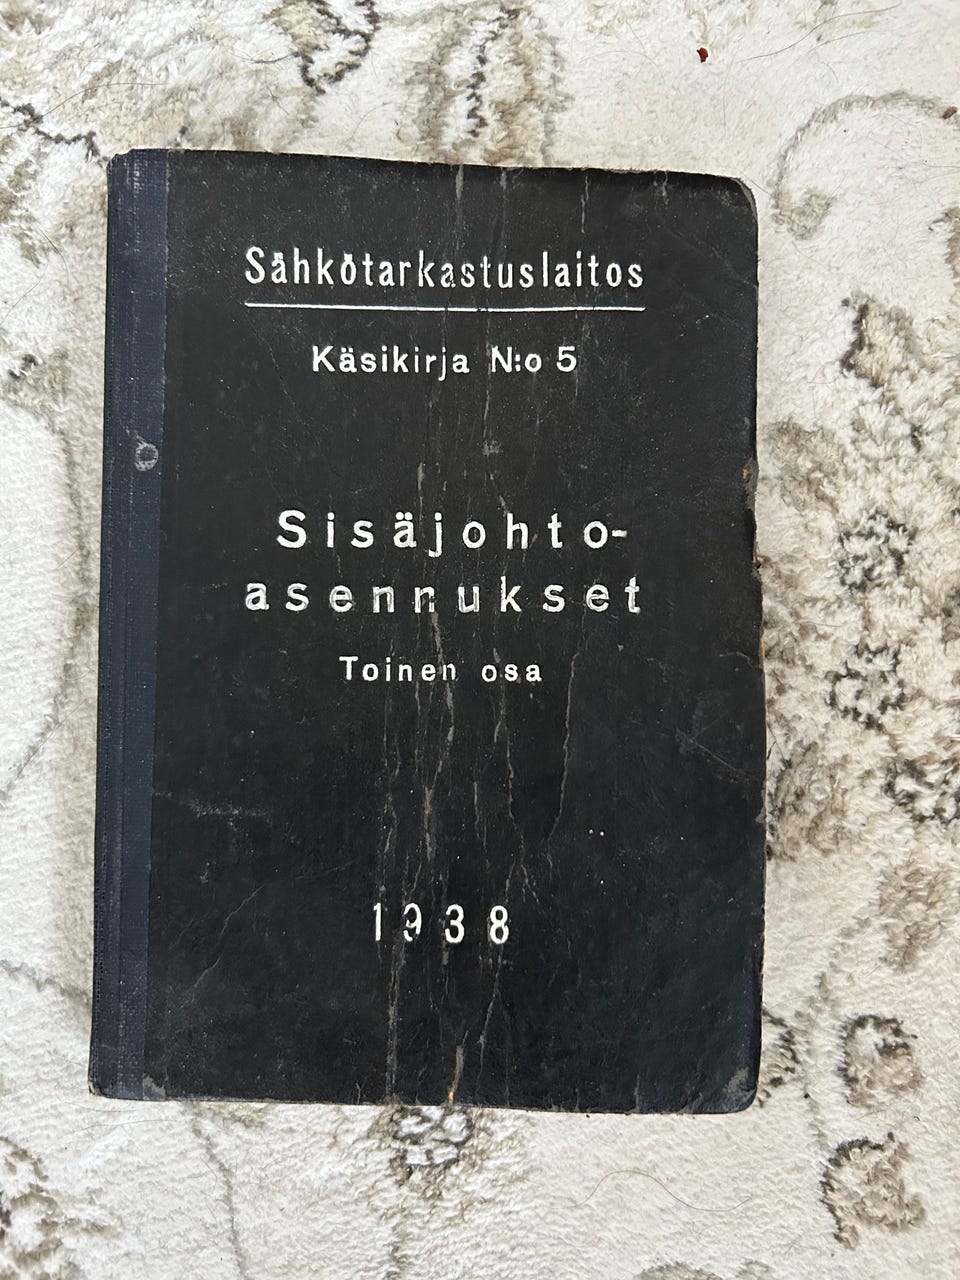 Sähkötarkastuslaitos
Käsikirja N:o 5
Sisäjohto-
asennukset
Toinen osa
1938